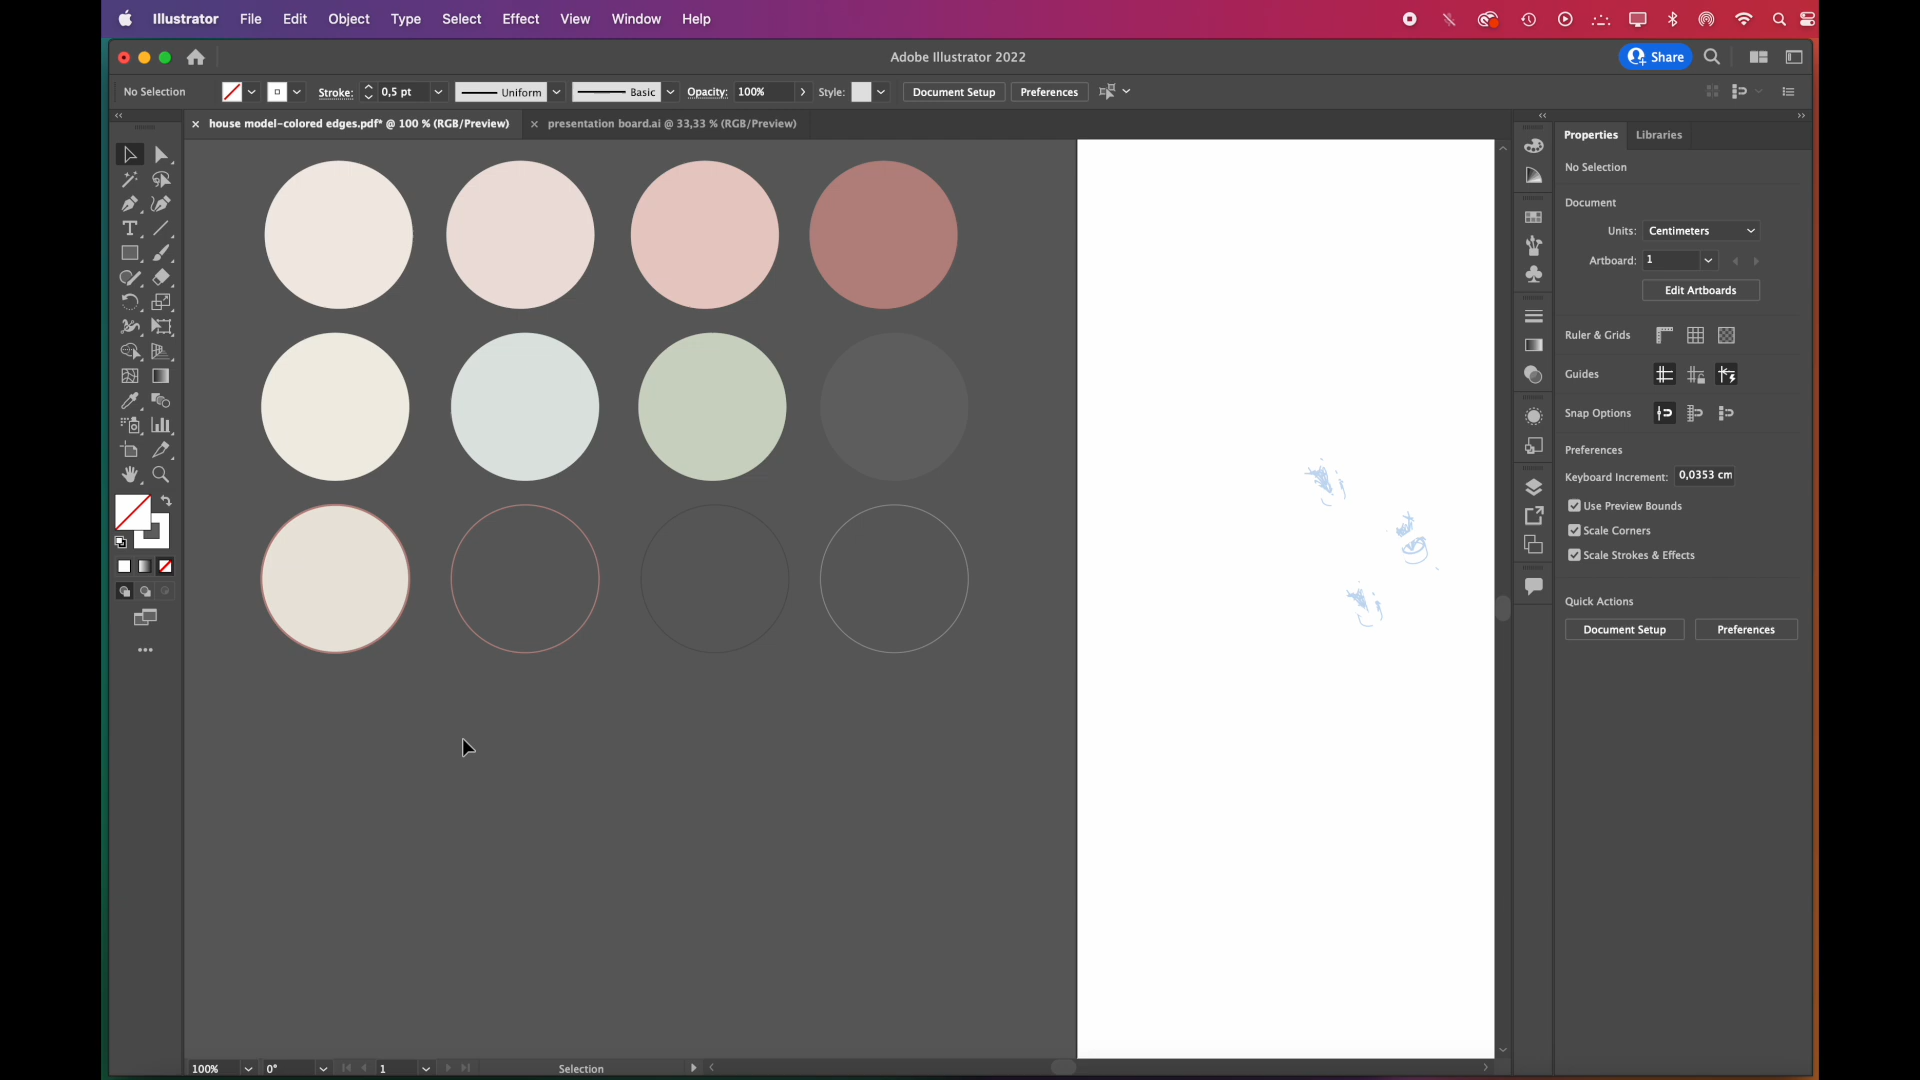 Illustrator File Edit Object Type Select Effect View Window Help
Adobe Illustrator 2022
Share
No Selection
Stroke: 0,5 pt
Uniform
Basic
Opacity: 100%
Style:
Document Setup
Preferences
house model-colored edges.pdf* @ 100 % (RGB/Preview)
presentation board.ai @ 33,33 % (RGB/Preview)
Properties
Libraries
No Selection
Document
Units: Centimeters
Artboard: 1
Edit Artboards
Ruler & Grids
Guides
Snap Options
Preferences
Keyboard Increment: 0,0353 cm
Use Preview Bounds
Scale Corners
Scale Strokes & Effects
Quick Actions
Document Setup
Preferences
100%
0°
1
Selection